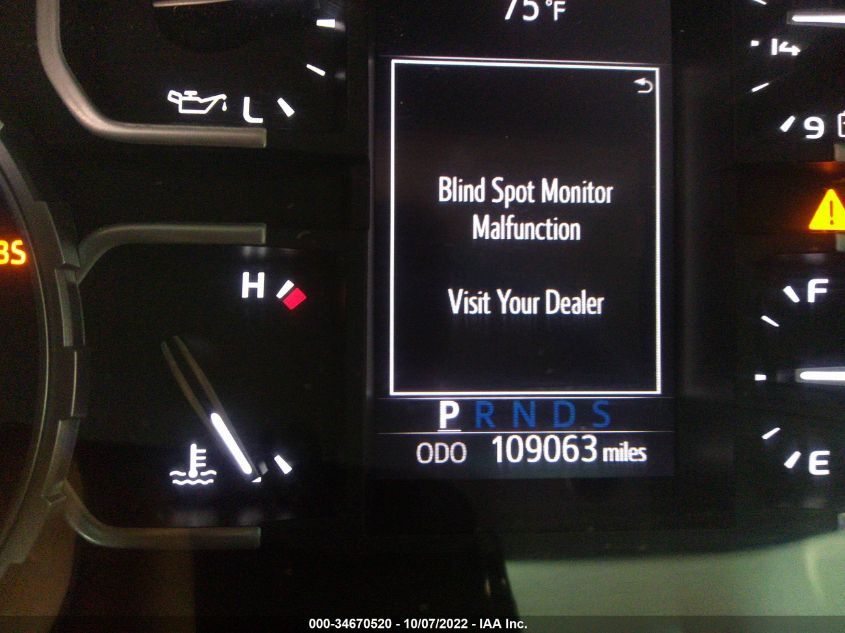 75°F
14
L
9
Blind Spot Monitor
Malfunction
H
F
Visit Your Dealer
P R N D S
ODO 109063 miles
E
000-34670520 - 10/07/2022 - IAA Inc.